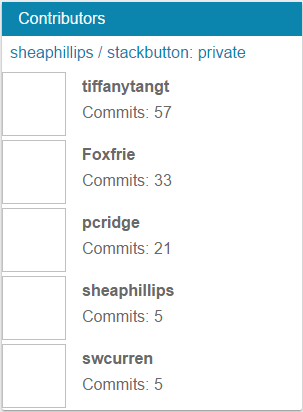 Contributors
sheaphillips / stackbutton: private
tiffanytangt
Commits: 57
Foxfrie
Commits: 33
pcridge
Commits: 21
sheaphillips
Commits: 5
swcurren
Commits: 5